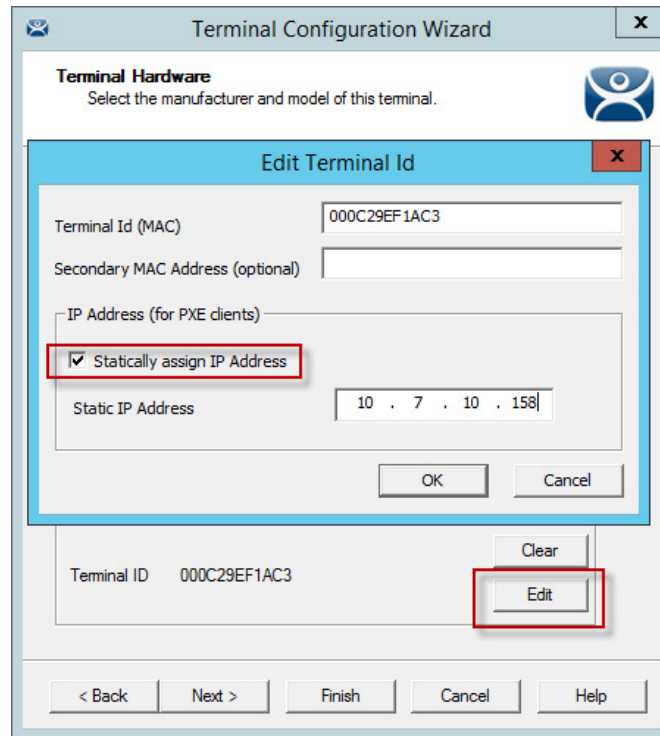 Terminal Configuration Wizard
x
Terminal Hardware
Select the manufacturer and model of this terminal.
Edit Terminal Id
x
Terminal Id (MAC)
000C29EF1AC3
Secondary MAC Address (optional)
IP Address (for PXE clients)
Statically assign IP Address
Static IP Address
10 . 7 . 10 . 158
OK
Cancel
Clear
Terminal ID 000C29EF1AC3
Edit
< Back Next > Finish Cancel Help